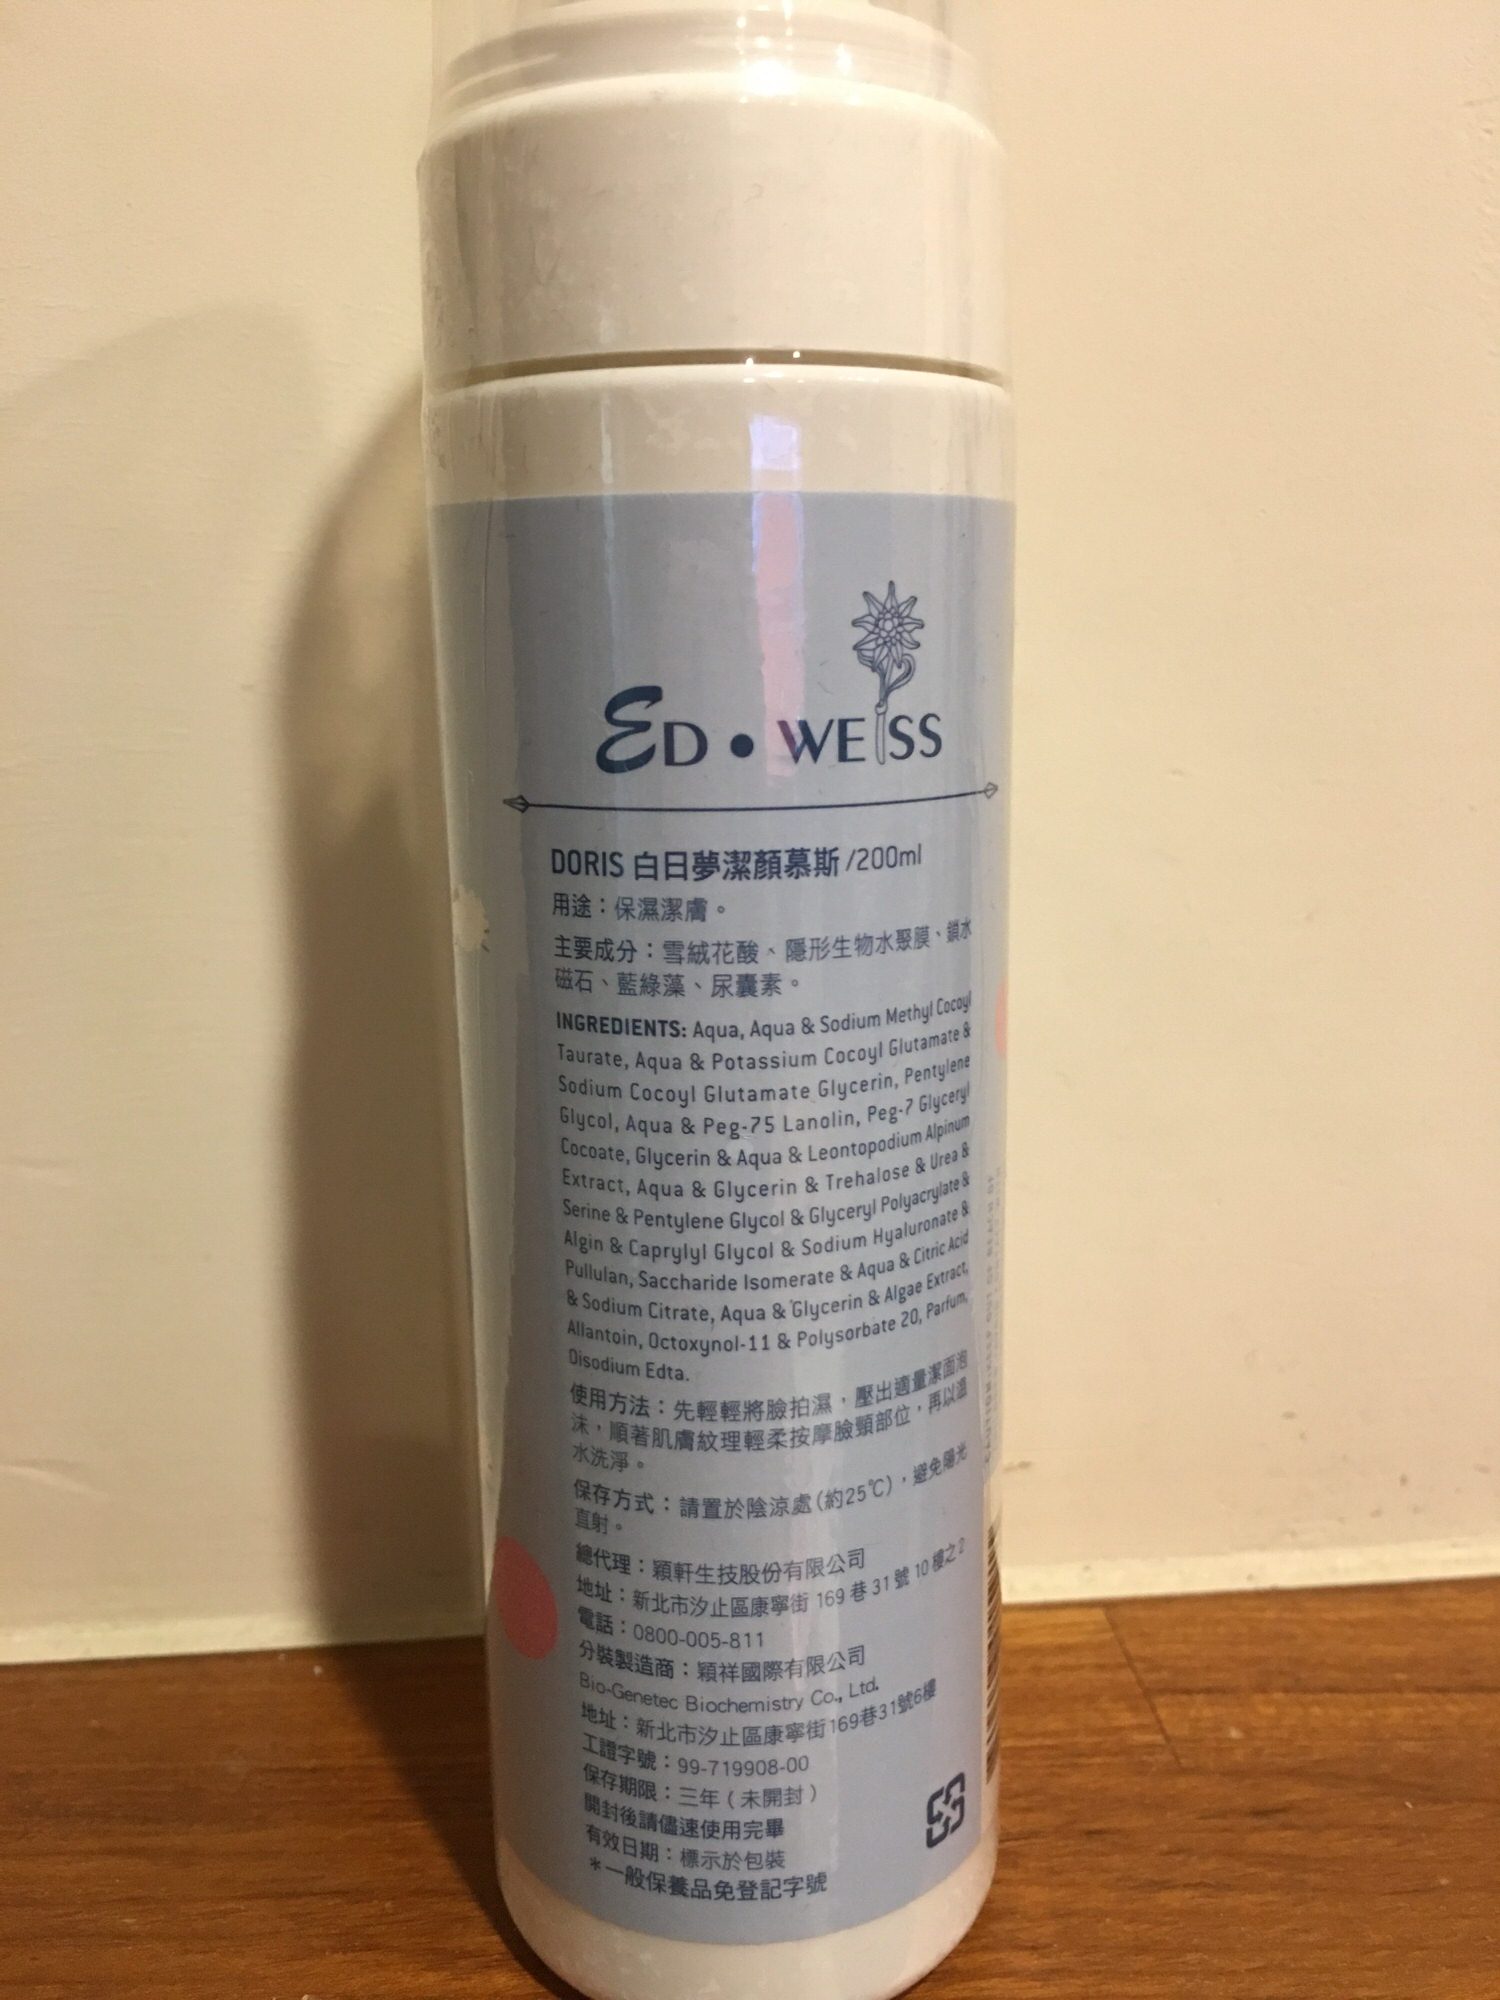 ED • WEISS
DORIS 白日夢潔顏慕斯 /200ml
用途：保濕潔膚。
主要成分：雪絨花酸、隱形生物水聚膜、鎖水
磁石、藍綠藻、尿囊素。
INGREDIENTS: Aqua, Aqua & Sodium Methyl Cocoyl
Taurate, Aqua & Potassium Cocoyl Glutamate &
Sodium Cocoyl Glutamate Glycerin, Pentylene
Glycol, Aqua & Peg-75 Lanolin, Peg-7 Glyceryl
Cocoate, Glycerin & Aqua & Leontopodium Alpinum
Extract, Aqua & Glycerin & Trehalose & Urea &
Serine & Pentylene Glycol & Glyceryl Polyacrylate &
Algin & Caprylyl Glycol & Sodium Hyaluronate &
Pullulan, Saccharide Isomerate & Aqua & Citric Acid
& Sodium Citrate, Aqua & Glycerin & Algae Extract,
Allantoin, Octoxynol-11 & Polysorbate 20, Parfum,
Disodium Edta.
使用方法：先輕輕將臉拍濕，壓出適量潔面泡
沫，順著肌膚紋理輕柔按摩臉頸部位，再以溫
水洗淨。
保存方式：請置於陰涼處(約25℃)，避免陽光
直射。
總代理：穎軒生技股份有限公司
地址：新北市汐止區康寧街 169 巷 31 號 10 樓之 2
電話：0800-005-811
分裝製造商：穎祥國際有限公司
Bio-Genetec Biochemistry Co., Ltd.
地址：新北市汐止區康寧街169巷31號6樓
工證字號：99-719908-00
保存期限：三年（未開封）
開封後請儘速使用完畢
有效日期：標示於包裝
＊一般保養品免登記字號